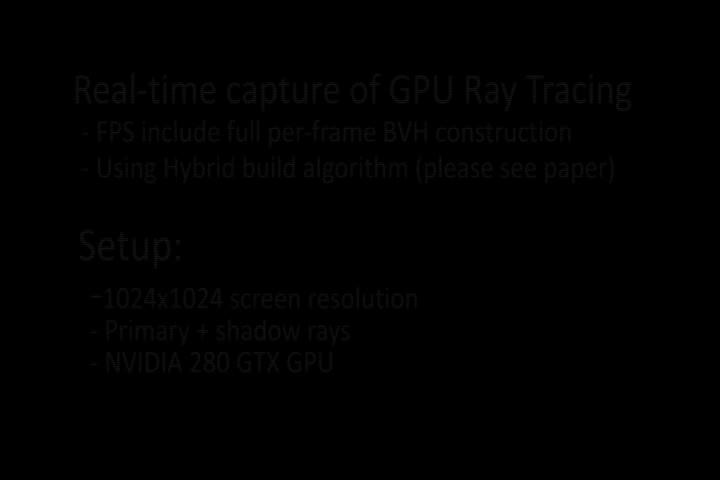 Real-time capture of GPU Ray Tracing
- FPS include full per-frame BVH construction
- Using Hybrid build algorithm (please see paper)
Setup:
-1024x1024 screen resolution
- Primary + shadow rays
- NVIDIA 280 GTX GPU